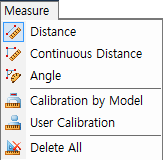 Measure
Distance
Continuous Distance
Angle
Calibration by Model
User Calibration
Delete All